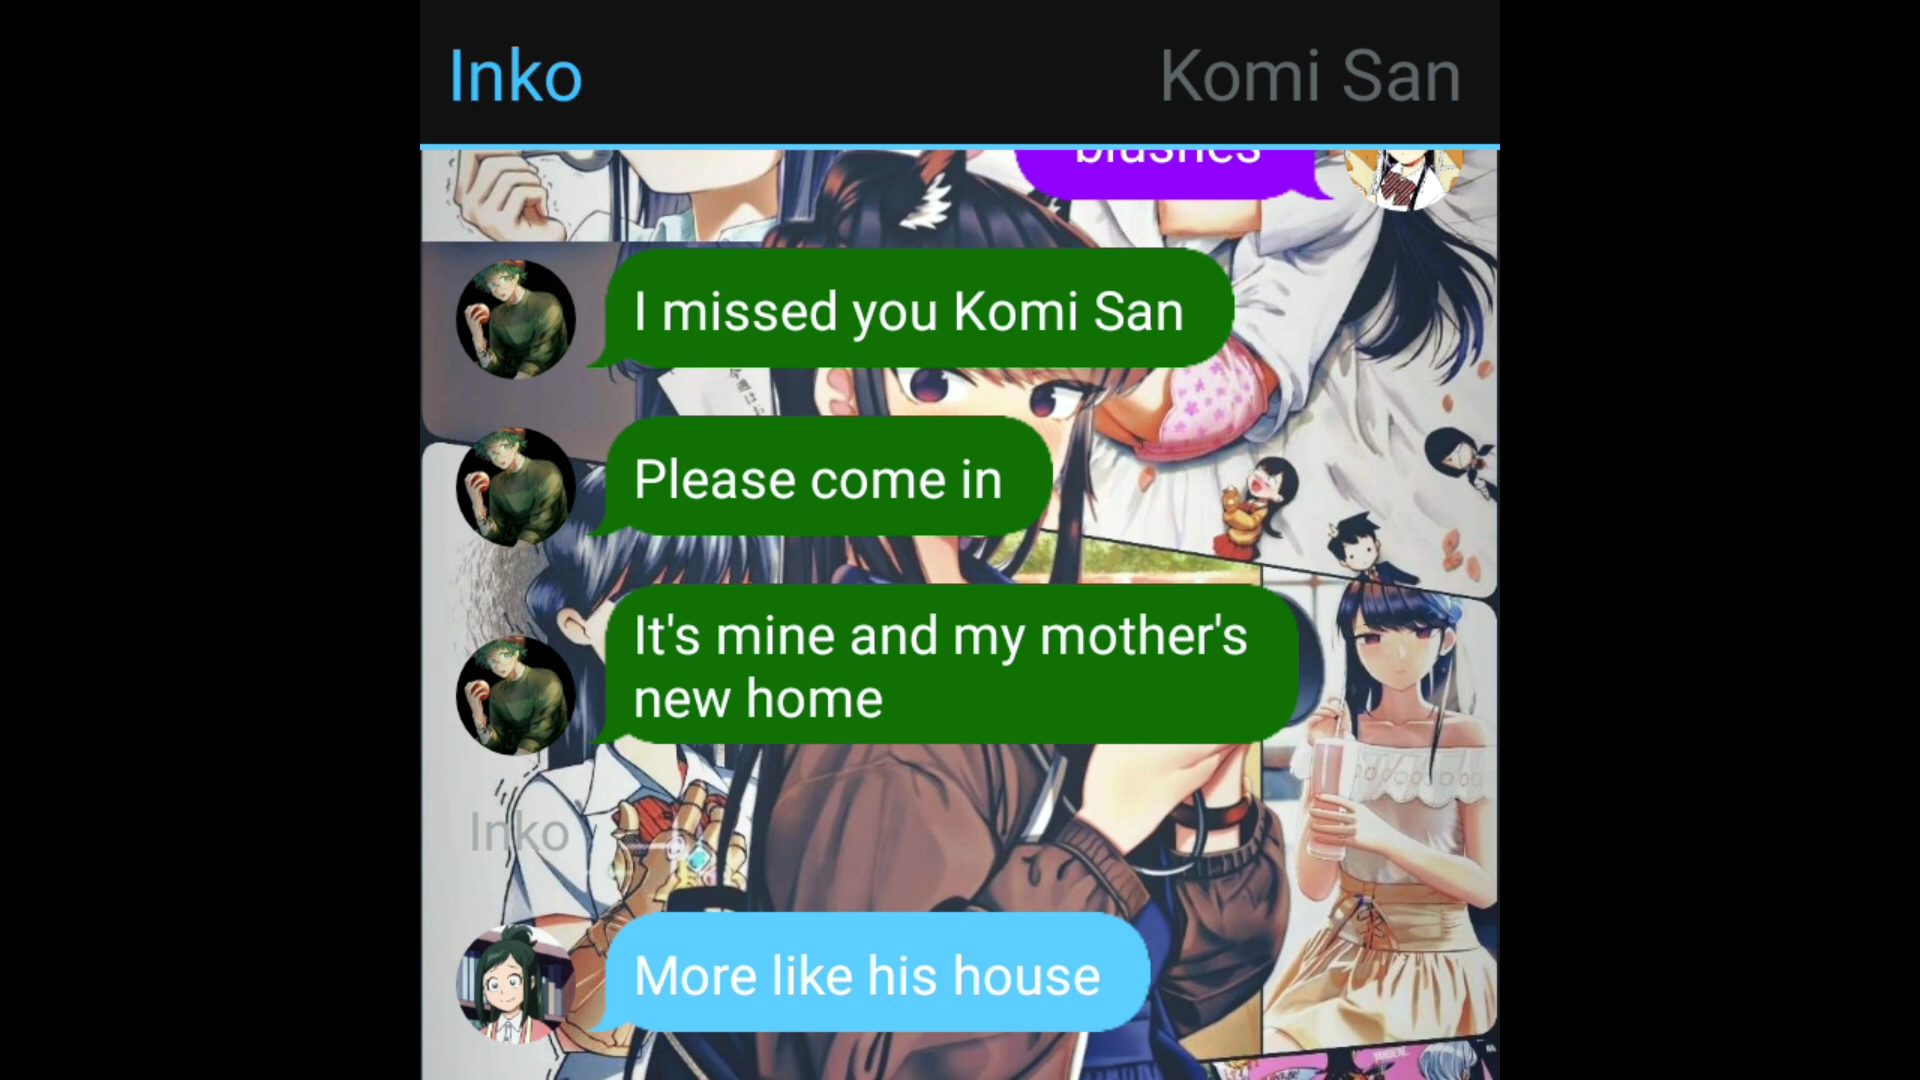 Inko
Komi San
blushes
I missed you Komi San
Please come in
It's mine and my mother's
new home
Inko
More like his house